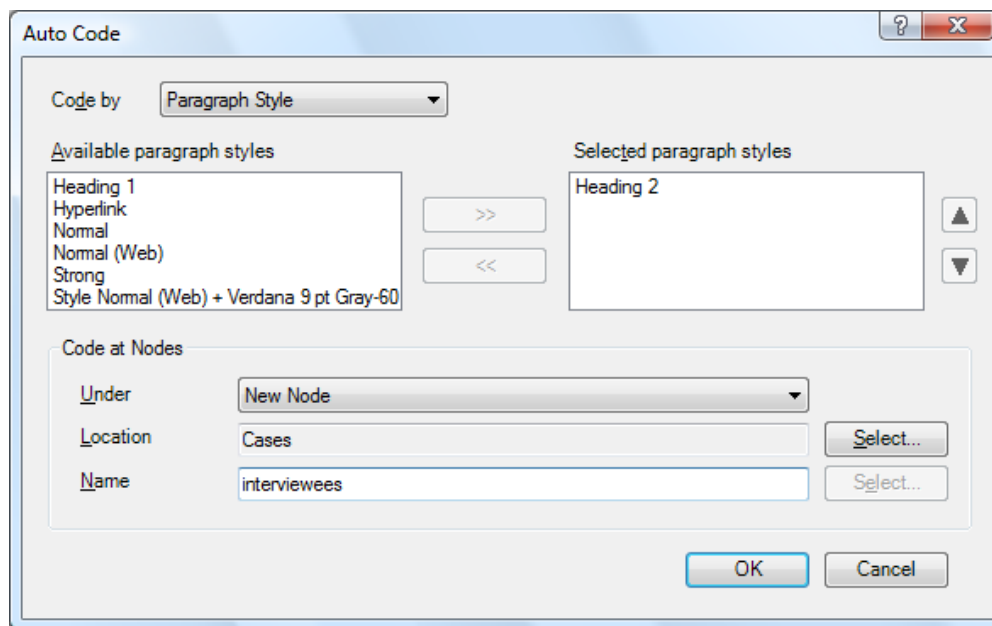 Auto Code
?
X
Code by Paragraph Style
Available paragraph styles
Heading 1
Hyperlink
Normal
Normal (Web)
Strong
Style Normal (Web) + Verdana 9 pt Gray-60
>>
<<
Selected paragraph styles
Heading 2
Code at Nodes
Under New Node
Location Cases Select...
Name interviewees Select...
OK Cancel